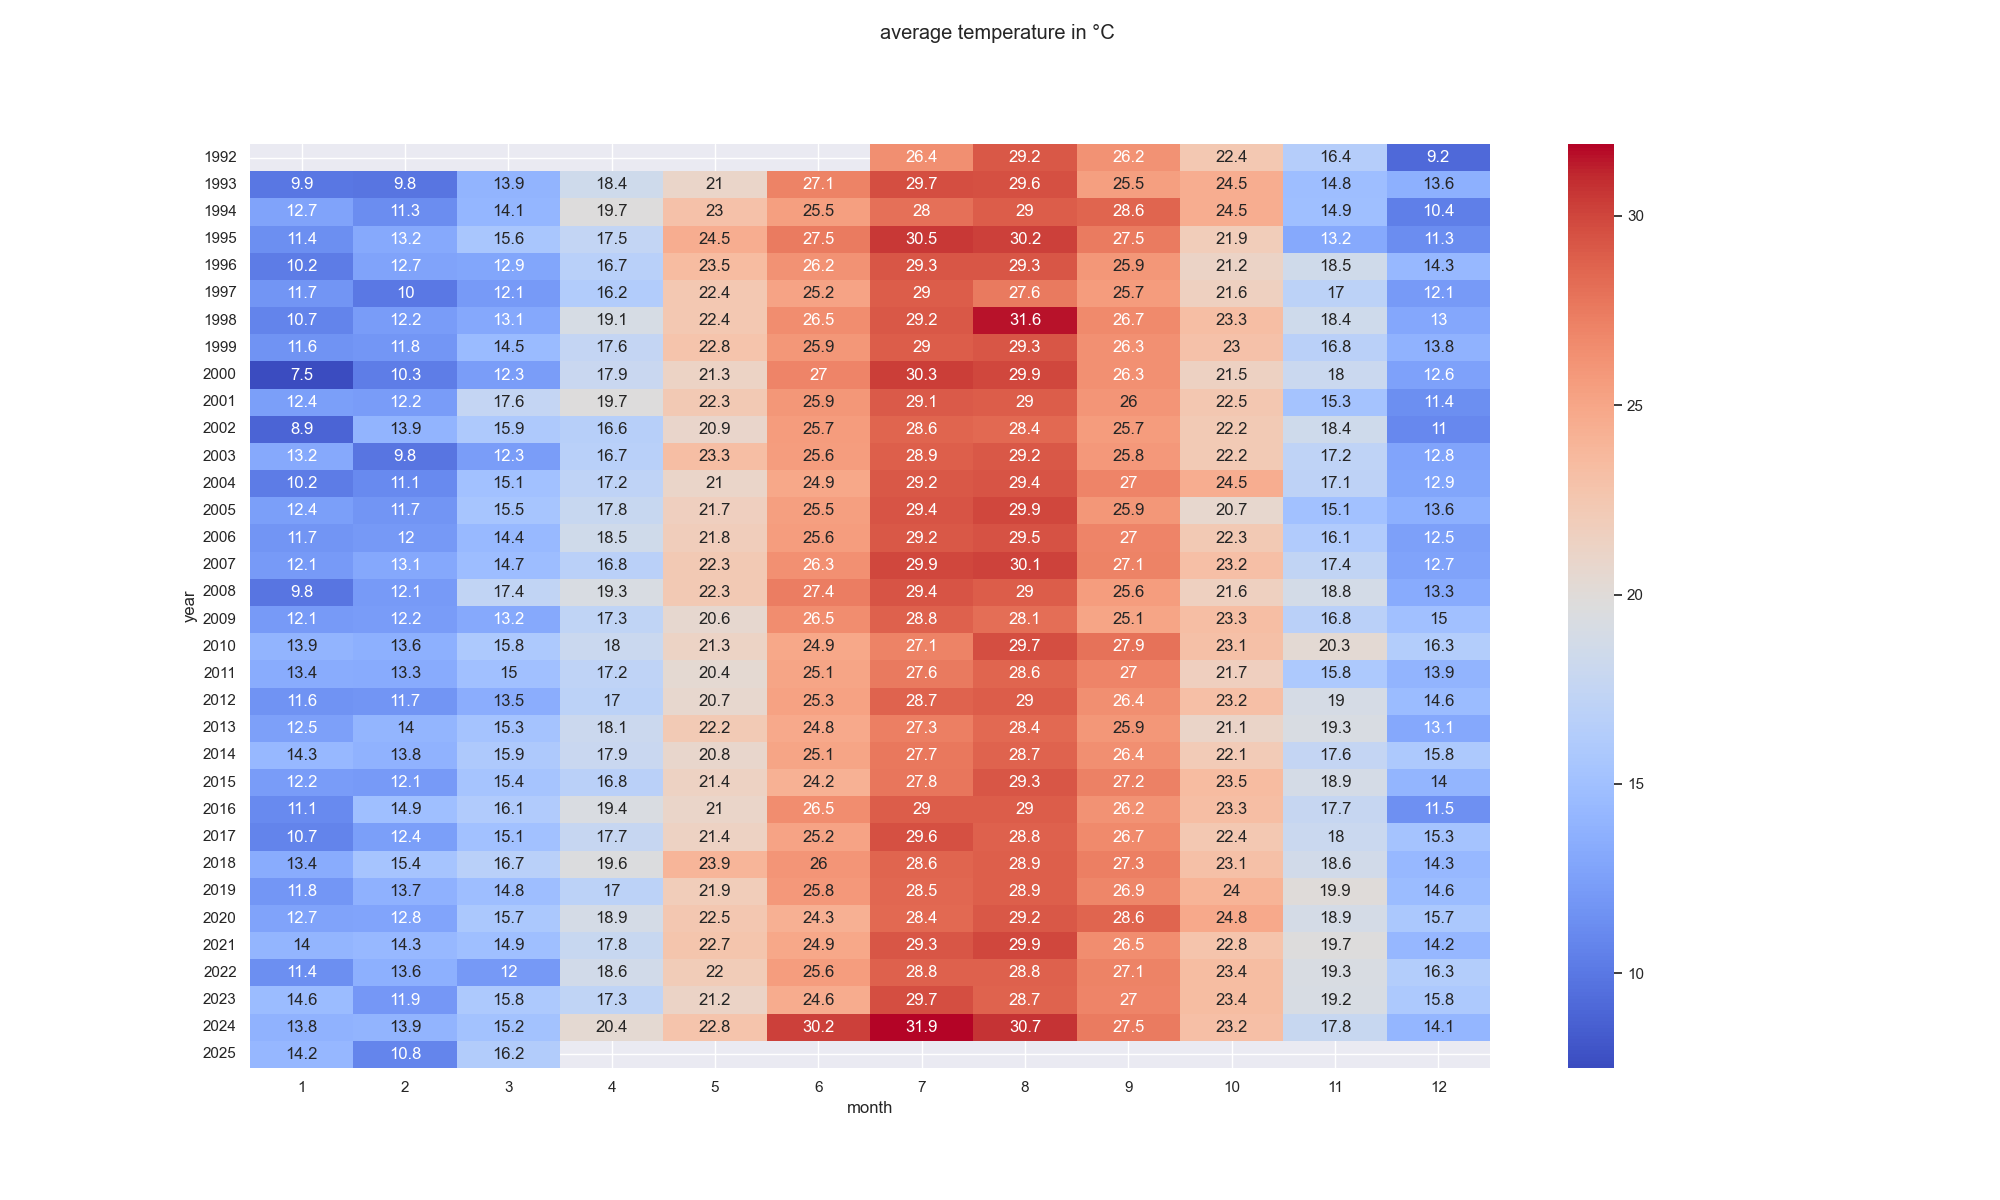 average temperature in °C
1992 26.4 29.2 26.2 22.4 16.4 9.2
1993 9.9 9.8 13.9 18.4 21 27.1 29.7 29.6 25.5 24.5 14.8 13.6
1994 12.7 11.3 14.1 19.7 23 25.5 28 29 28.6 24.5 14.9 10.4
30
1995 11.4 13.2 15.6 17.5 24.5 27.5 30.5 30.2 27.5 21.9 13.2 11.3
1996 10.2 12.7 12.9 16.7 23.5 26.2 29.3 29.3 25.9 21.2 18.5 14.3
1997 11.7 10 12.1 16.2 22.4 25.2 29 27.6 25.7 21.6 17 12.1
1998 10.7 12.2 13.1 19.1 22.4 26.5 29.2 31.6 26.7 23.3 18.4 13
1999 11.6 11.8 14.5 17.6 22.8 25.9 29 29.3 26.3 23 16.8 13.8
2000 7.5 10.3 12.3 17.9 21.3 27 30.3 29.9 26.3 21.5 18 12.6
2001 12.4 12.2 17.6 19.7 22.3 25.9 29.1 29 26 22.5 15.3 11.4
25
2002 8.9 13.9 15.9 16.6 20.9 25.7 28.6 28.4 25.7 22.2 18.4 11
2003 13.2 9.8 12.3 16.7 23.3 25.6 28.9 29.2 25.8 22.2 17.2 12.8
2004 10.2 11.1 15.1 17.2 21 24.9 29.2 29.4 27 24.5 17.1 12.9
2005 12.4 11.7 15.5 17.8 21.7 25.5 29.4 29.9 25.9 20.7 15.1 13.6
2006 11.7 12 14.4 18.5 21.8 25.6 29.2 29.5 27 22.3 16.1 12.5
2007 12.1 13.1 14.7 16.8 22.3 26.3 29.9 30.1 27.1 23.2 17.4 12.7
2008 9.8 12.1 17.4 19.3 22.3 27.4 29.4 29 25.6 21.6 18.8 13.3
20
year
2009 12.1 12.2 13.2 17.3 20.6 26.5 28.8 28.1 25.1 23.3 16.8 15
2010 13.9 13.6 15.8 18 21.3 24.9 27.1 29.7 27.9 23.1 20.3 16.3
2011 13.4 13.3 15 17.2 20.4 25.1 27.6 28.6 27 21.7 15.8 13.9
2012 11.6 11.7 13.5 17 20.7 25.3 28.7 29 26.4 23.2 19 14.6
2013 12.5 14 15.3 18.1 22.2 24.8 27.3 28.4 25.9 21.1 19.3 13.1
2014 14.3 13.8 15.9 17.9 20.8 25.1 27.7 28.7 26.4 22.1 17.6 15.8
2015 12.2 12.1 15.4 16.8 21.4 24.2 27.8 29.3 27.2 23.5 18.9 14
15
2016 11.1 14.9 16.1 19.4 21 26.5 29 29 26.2 23.3 17.7 11.5
2017 10.7 12.4 15.1 17.7 21.4 25.2 29.6 28.8 26.7 22.4 18 15.3
2018 13.4 15.4 16.7 19.6 23.9 26 28.6 28.9 27.3 23.1 18.6 14.3
2019 11.8 13.7 14.8 17 21.9 25.8 28.5 28.9 26.9 24 19.9 14.6
2020 12.7 12.8 15.7 18.9 22.5 24.3 28.4 29.2 28.6 24.8 18.9 15.7
2021 14 14.3 14.9 17.8 22.7 24.9 29.3 29.9 26.5 22.8 19.7 14.2
2022 11.4 13.6 12 18.6 22 25.6 28.8 28.8 27.1 23.4 19.3 16.3
10
2023 14.6 11.9 15.8 17.3 21.2 24.6 29.7 28.7 27 23.4 19.2 15.8
2024 13.8 13.9 15.2 20.4 22.8 30.2 31.9 30.7 27.5 23.2 17.8 14.1
2025 14.2 10.8 16.2
1 2 3 4 5 6 7 8 9 10 11 12
month